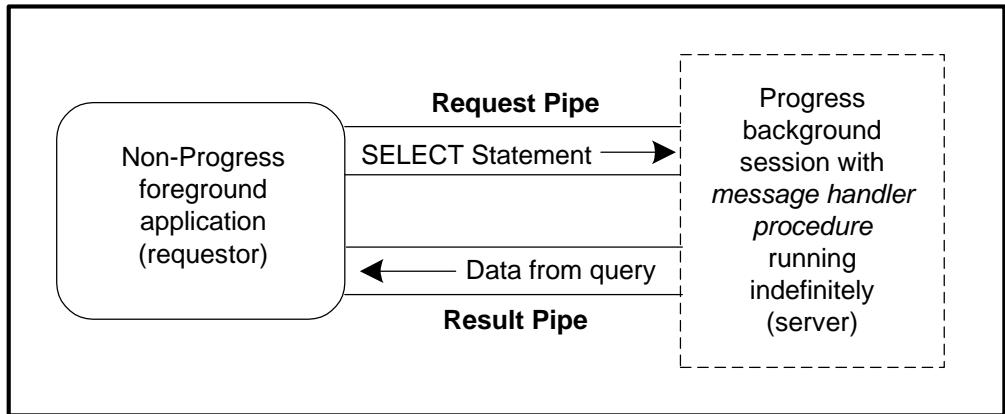 Non-Progress
foreground
application
(requestor)
Request Pipe
SELECT Statement
Data from query
Result Pipe
Progress
background
session with
message handler
procedure
running
indefinitely
(server)